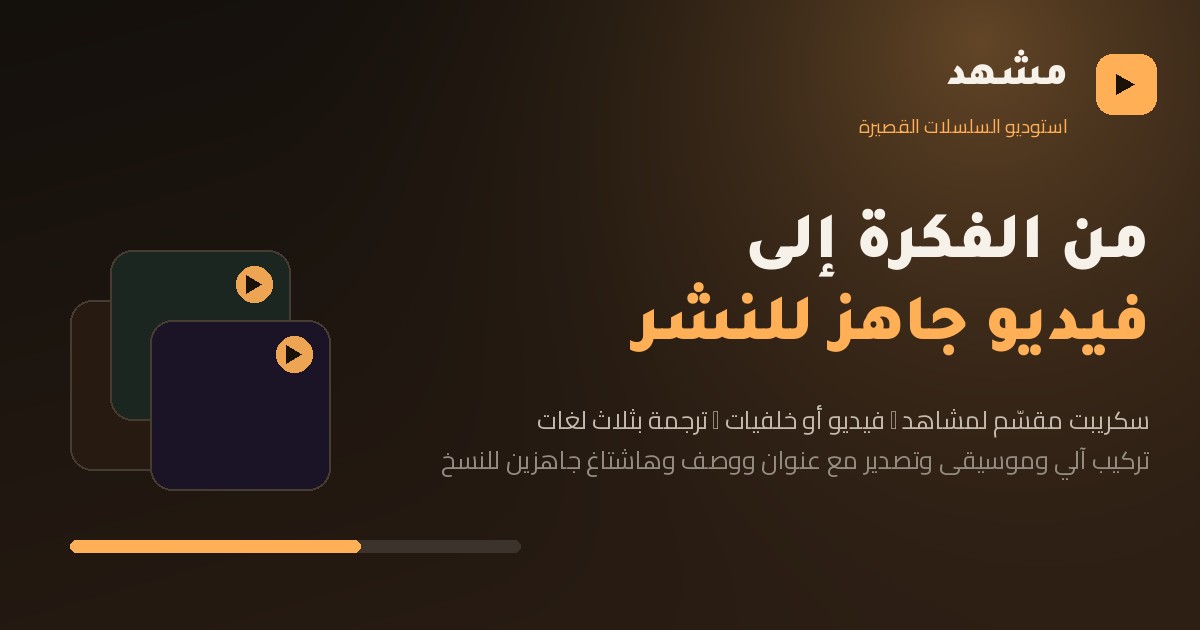 مشهد
استوديو السلسلات القصيرة
من الفكرة إلى
فيديو جاهز للنشر
سكريبت مقسّم لمشاهد ▯ فيديو أو خلفيات ▯ ترجمة بثلاث لغات
تركيب آلي وموسيقى وتصدير مع عنوان ووصف وهاشتاغ جاهزين للنسخ